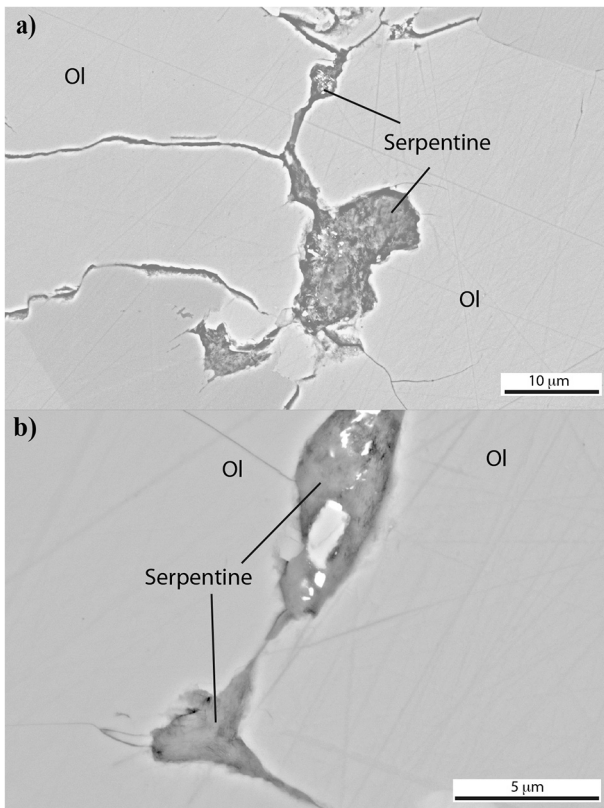 a)
Ol
Serpentine
Ol
10 μm
b)
Ol
Ol
Serpentine
5 μm